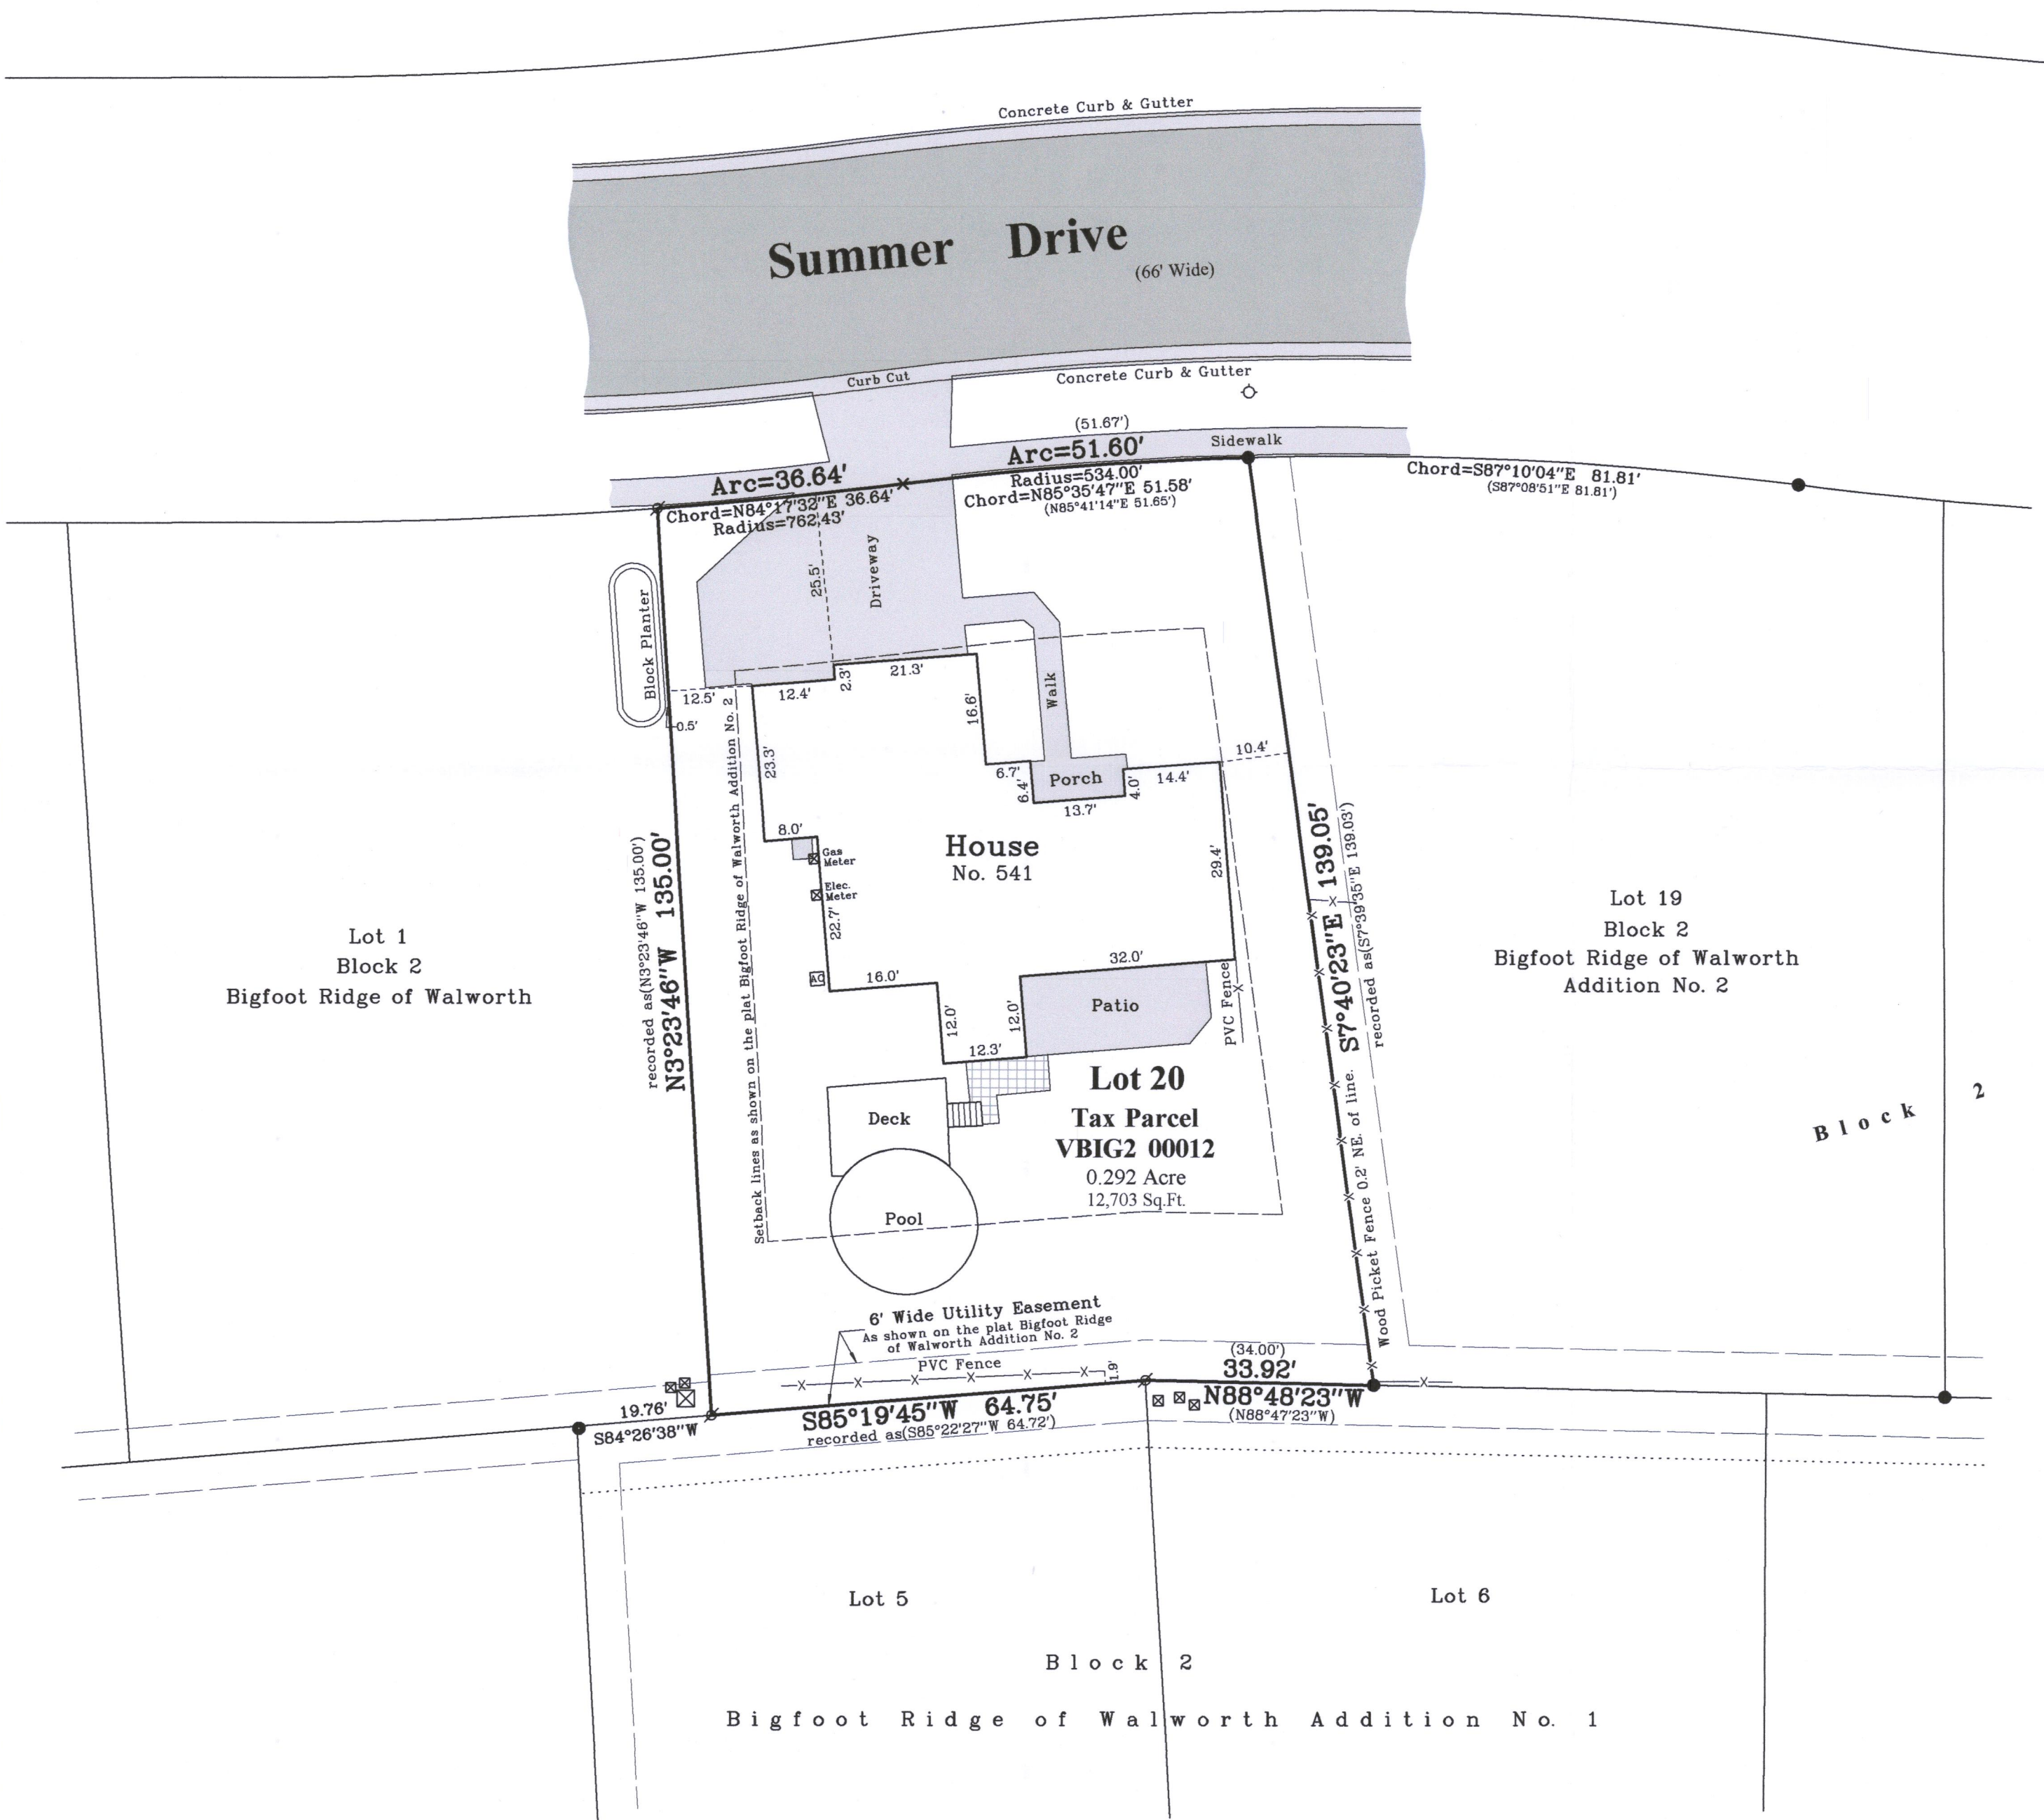 Concrete Curb & Gutter
Summer Drive
(66' Wide)
Curb Cut
Concrete Curb & Gutter
(51.67')
Sidewalk
Arc=51.60'
Radius=534.00'
Chord=N85°35'47"E 51.58'
(N85°41'14"E 51.65')
Arc=36.64'
Chord=N84°17'32"E 36.64'
Radius=762.43'
Chord=S87°10'04"E 81.81'
(S87°08'51"E 81.81')
Block Planter
25.5'
Driveway
12.5'
0.5'
12.4'
2.3'
21.3'
16.6'
Walk
6.7'
6.4'
Porch
13.7'
4.0'
14.4'
10.4'
23.3'
8.0'
Gas
Meter
Elec.
Meter
22.7'
AC
House
No. 541
29.4'
16.0'
12.0'
12.3'
12.0'
32.0'
Patio
PVC Fence
Setback lines as shown on the plat Bigfoot Ridge of Walworth Addition No. 2
recorded as(N3°23'46"W 135.00')
N3°23'46"W 135.00'
S7°40'23"E 139.05'
recorded as(S7°39'35"E 139.03')
Wood Picket Fence 0.2' NE. of line.
Lot 1
Block 2
Bigfoot Ridge of Walworth
Lot 19
Block 2
Bigfoot Ridge of Walworth
Addition No. 2
Block 2
Deck
Pool
Lot 20
Tax Parcel
VBIG2 00012
0.292 Acre
12,703 Sq.Ft.
6' Wide Utility Easement
As shown on the plat Bigfoot Ridge
of Walworth Addition No. 2
PVC Fence
1.9'
(34.00')
33.92'
N88°48'23"W
(N88°47'23"W)
19.76'
S84°26'38"W
S85°19'45"W 64.75'
recorded as(S85°22'27"W 64.72')
Lot 5
Lot 6
Block 2
Bigfoot Ridge of Walworth Addition No. 1